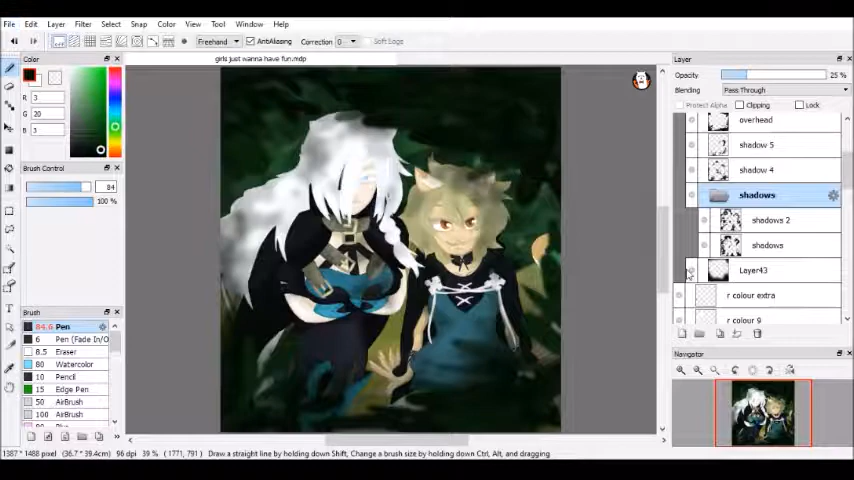 File Edit Layer Filter Select Snap Color View Tool Window Help
Freehand AntiAliasing Correction 0 Soft Edge
girls just wanna have fun.mdp
Color
R 3
G 20
B 3
Brush Control
84
100 %
Brush
84.6 Pen
6 Pen (Fade In/O
8.5 Eraser
80 Watercolor
10 Pencil
15 Edge Pen
50 AirBrush
100 AirBrush
Layer
Opacity 25 %
Blending Pass Through
Protect Alpha Clipping Lock
overhead
shadow 5
shadow 4
shadows
shadows 2
shadows
Layer43
r colour extra
r colour 9
Navigator
1387 * 1488 pixel (36.7 * 39.4cm) 96 dpi 39 % (1771, 791) Draw a straight line by holding down Shift, Change a brush size by holding down Ctrl, Alt, and dragging